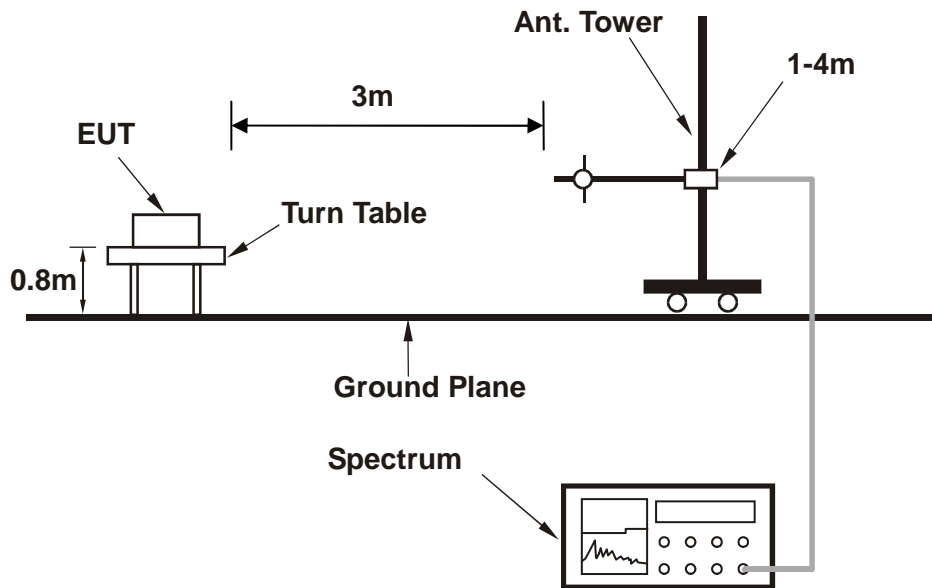 Ant. Tower
1-4m
3m
EUT
Turn Table
0.8m
Ground Plane
Spectrum